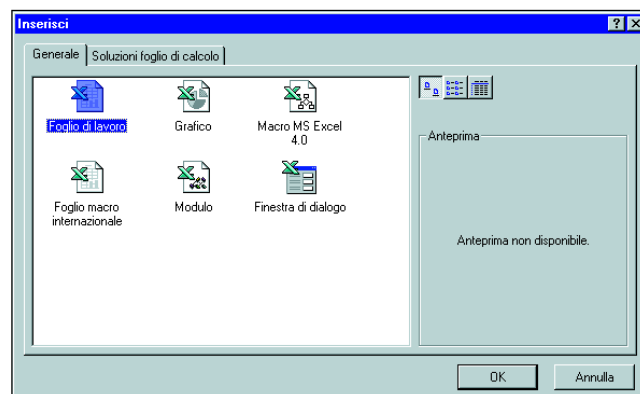 Inserisci
Generale
Soluzioni foglio di calcolo
Foglio di lavoro
Grafico
Macro MS Excel
4.0
Anteprima
Foglio macro
internazionale
Modulo
Finestra di dialogo
Anteprima non disponibile.
OK
Annulla